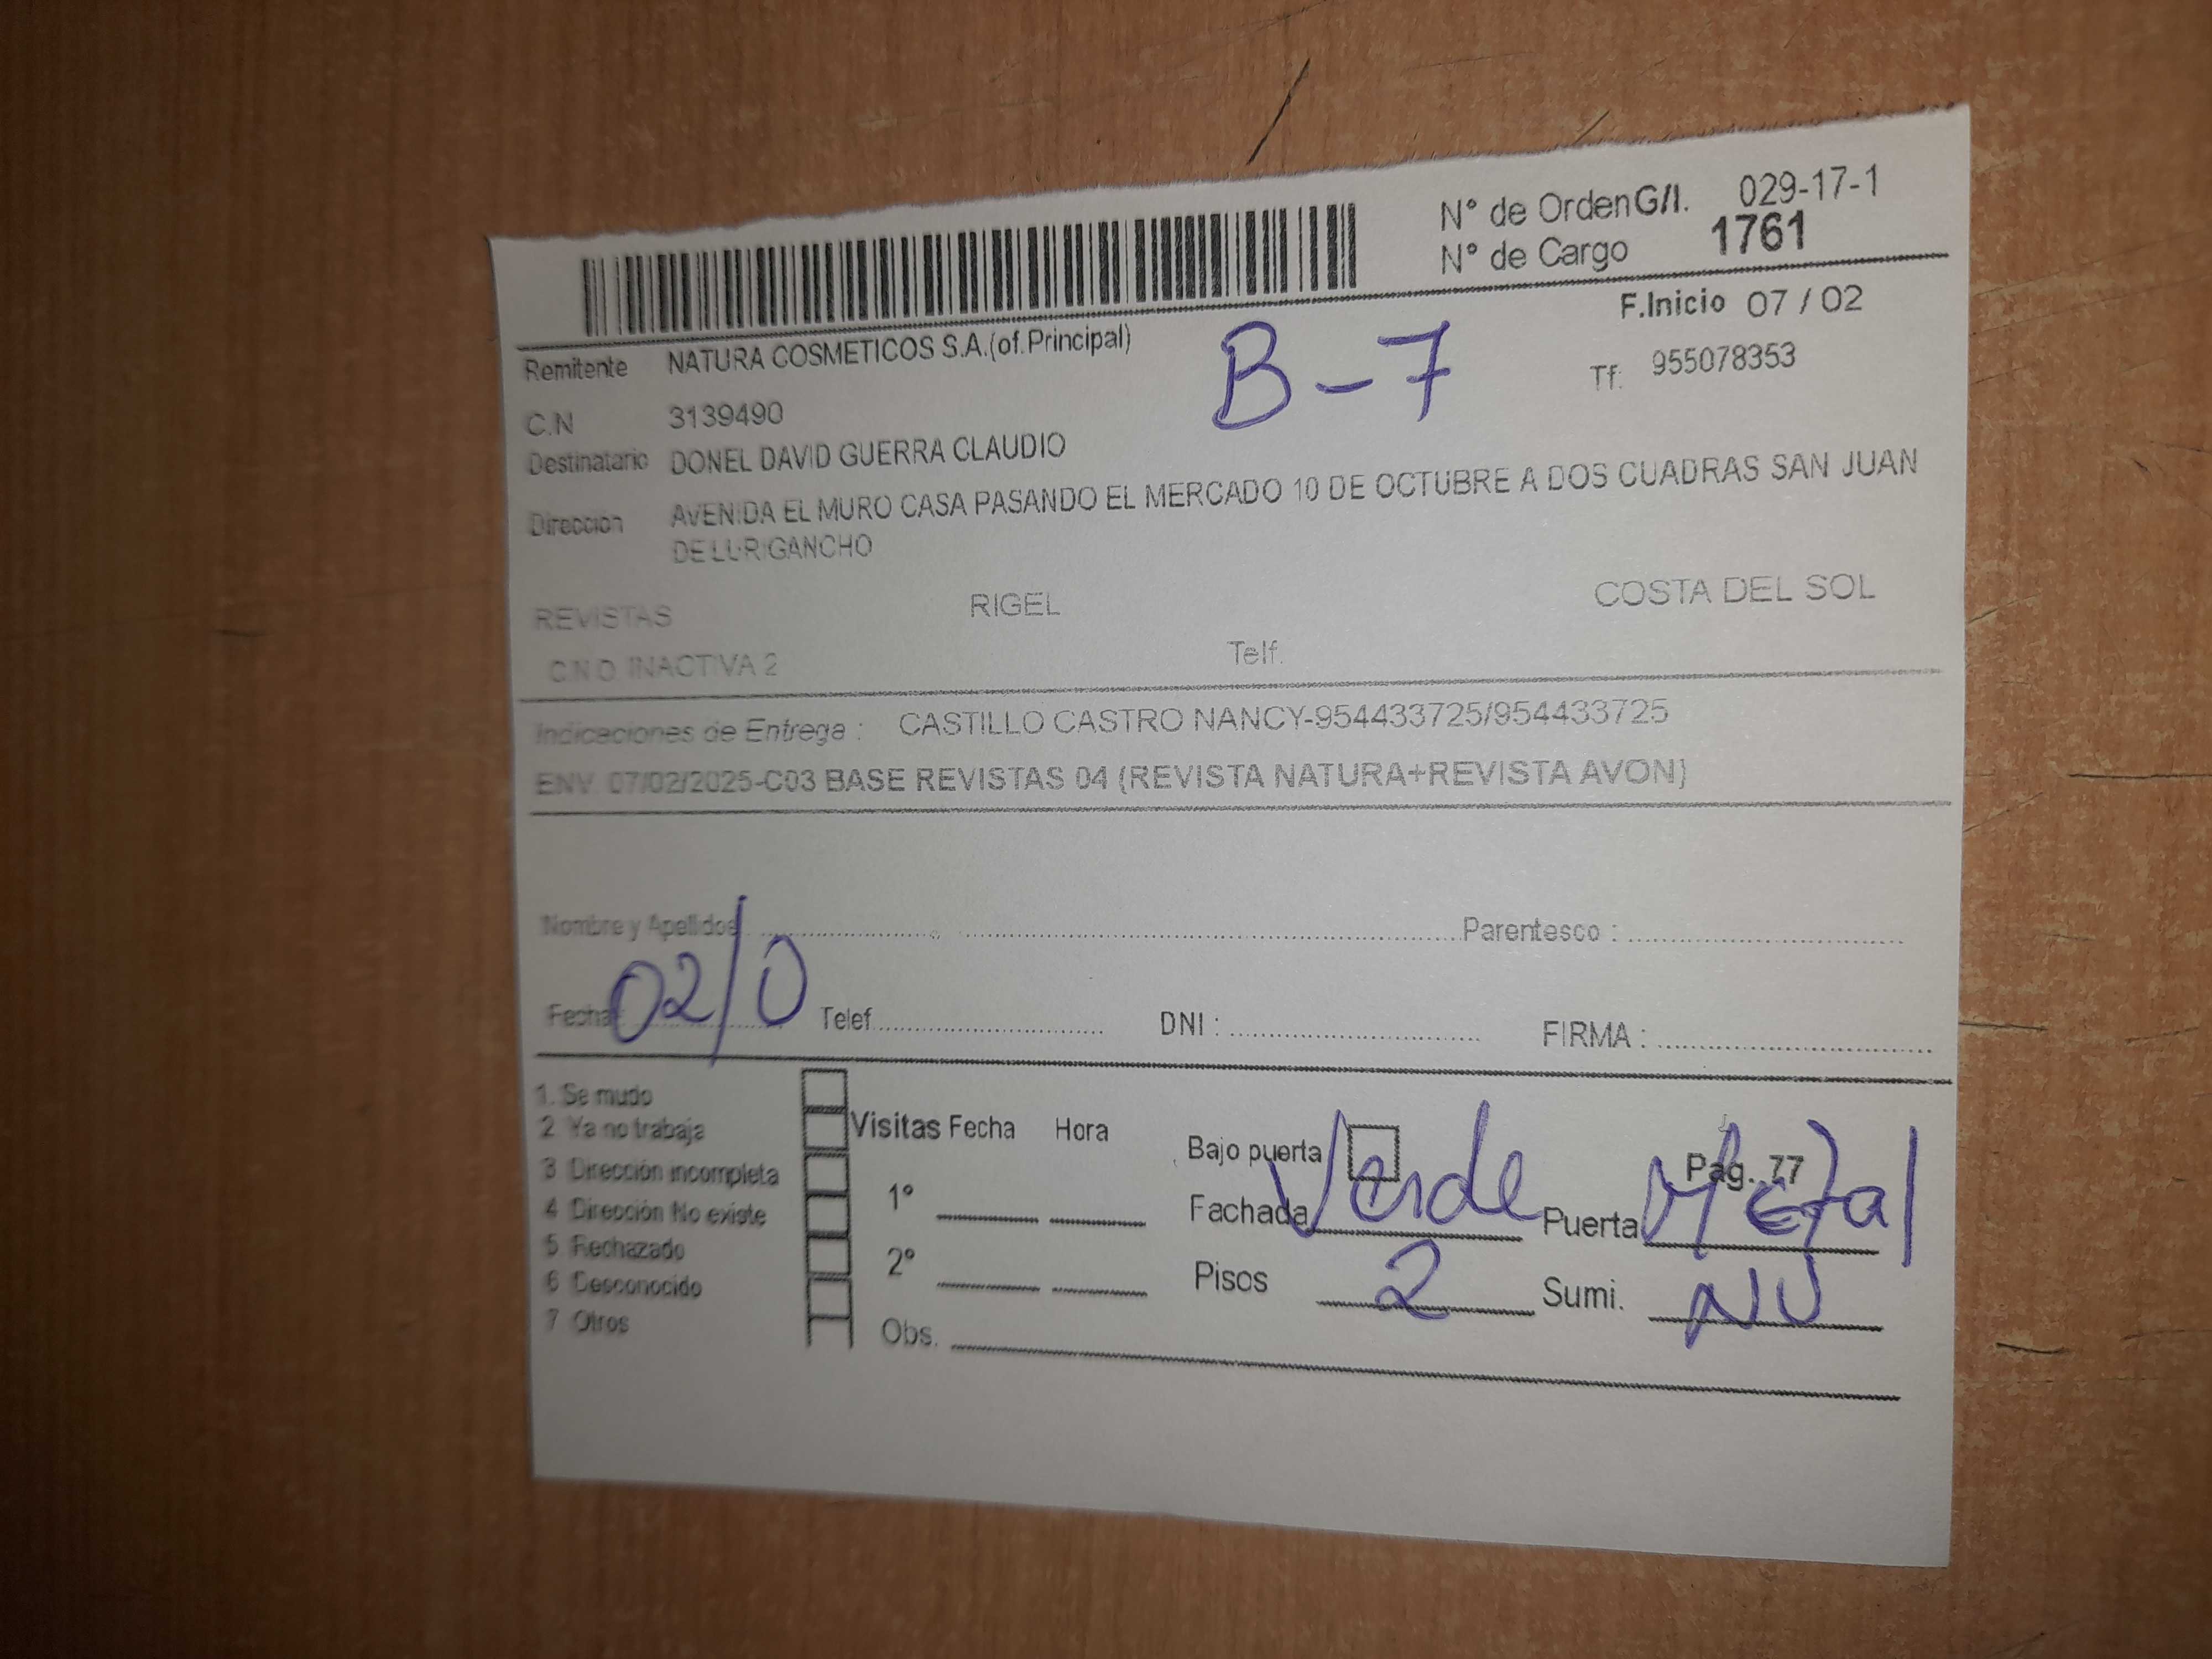 N° de Orden G/I. 029-17-1
N° de Cargo 1761
F.Inicio 07 / 02
Remitente NATURA COSMETICOS S.A.(of.Principal)
B-7
Tf: 955078353
C.N 3139490
Destinatario DONEL DAVID GUERRA CLAUDIO
Dirección AVENIDA EL MURO CASA PASANDO EL MERCADO 10 DE OCTUBRE A DOS CUADRAS SAN JUAN
DE LURIGANCHO
REVISTAS RIGEL COSTA DEL SOL
C.N.O. INACTIVA 2 Telf.
Indicaciones de Entrega : CASTILLO CASTRO NANCY-954433725/954433725
ENV. 07/02/2025-C03 BASE REVISTAS 04 (REVISTA NATURA+REVISTA AVON)
Nombre y Apellidos Parentesco :
Fecha 02/0 Telef. DNI : FIRMA :
1. Se mudo
2 Ya no trabaja Visitas Fecha Hora Bajo puerta Pag. 77
3 Dirección incompleta
4 Dirección No existe 1° Fachada Verde Puerta Metal
5 Rechazado
6 Desconocido 2° Pisos 2 Sumi. NU
7 Otros Obs.